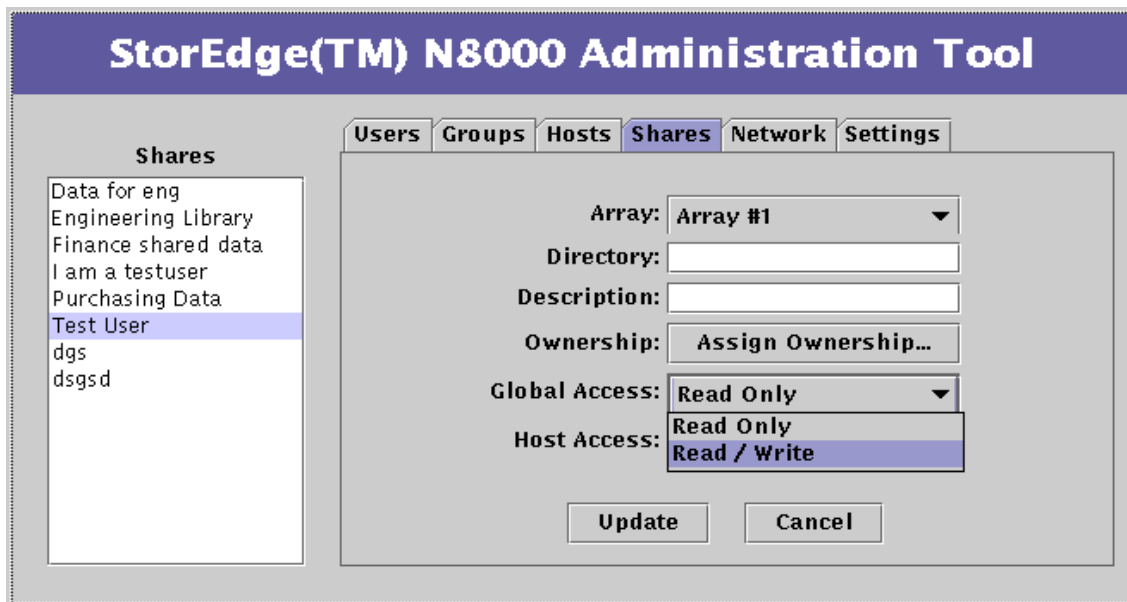 StorEdge(TM) N8000 Administration Tool
Users Groups Hosts Shares Network Settings
Shares
Data for eng
Engineering Library
Finance shared data
I am a testuser
Purchasing Data
Test User
dgs
dsgsd
Array: Array #1
Directory:
Description:
Ownership: Assign Ownership...
Global Access: Read Only
Read Only
Host Access: Read / Write
Update Cancel